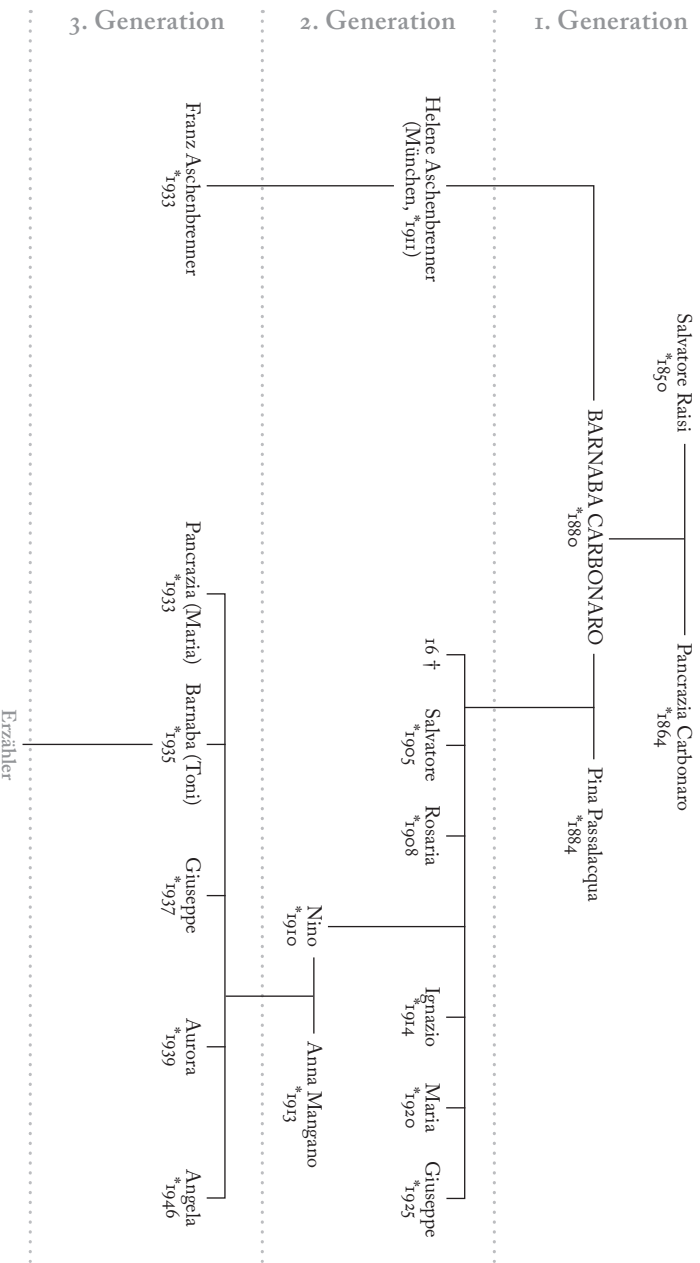 1. Generation
2. Generation
3. Generation
Salvatore Raisi
*1850
Pancrazia Carbonaro
*1864
BARNABA CARBONARO
*1880
Pina Passalacqua
*1884
Helene Aschenbrenner
(München, *1911)
16 †
Salvatore
*1905
Rosaria
*1908
Nino
*1910
Anna Mangano
*1913
Ignazio
*1914
Maria
*1920
Giuseppe
*1925
Franz Aschenbrenner
*1933
Pancrazia (Maria)
*1933
Barnaba (Toni)
*1935
Giuseppe
*1937
Aurora
*1939
Angela
*1946
Erzähler